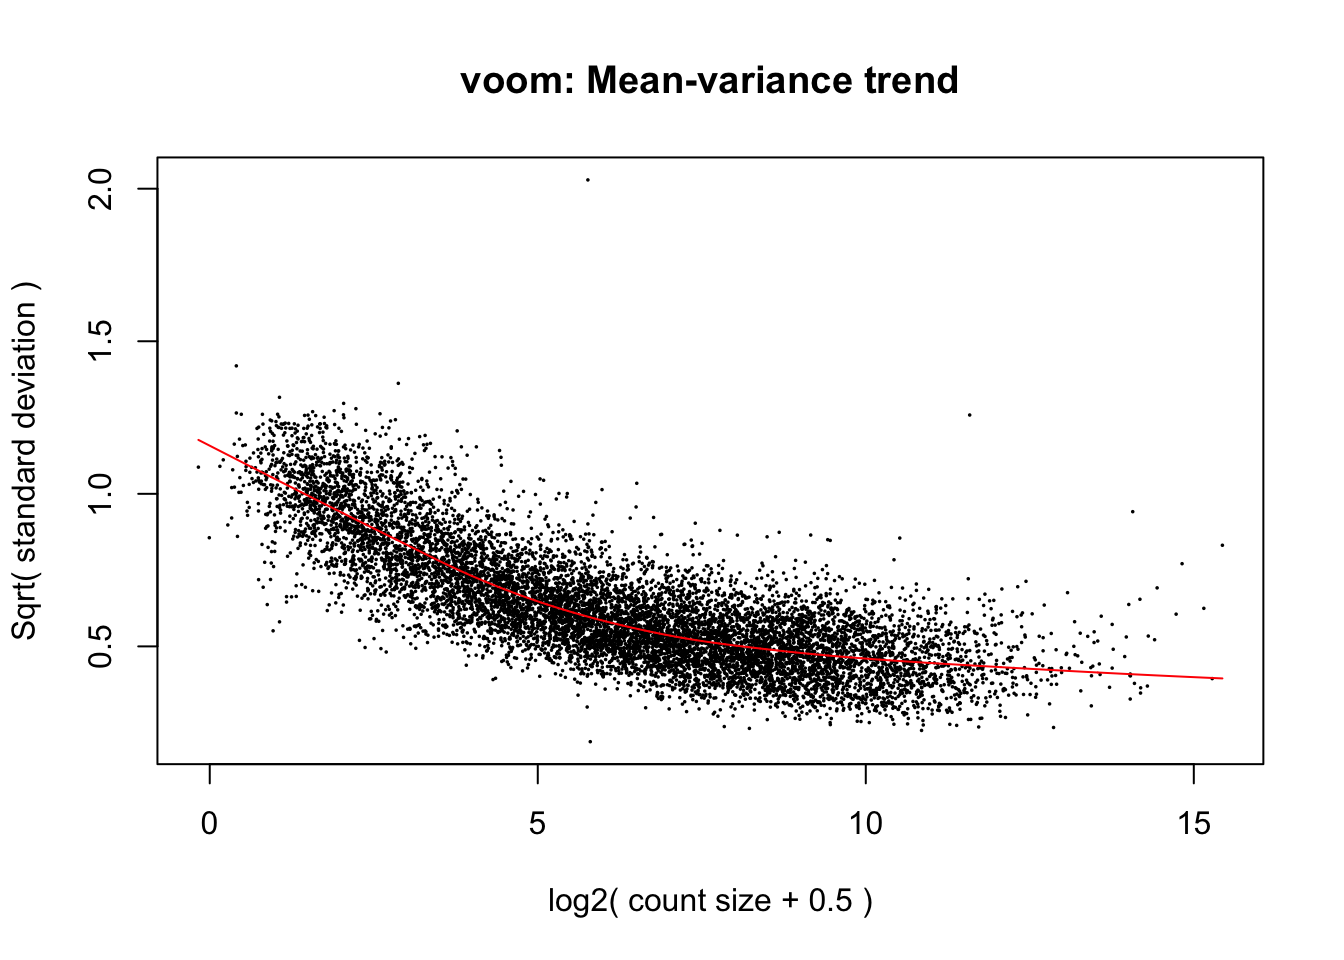 voom: Mean-variance trend
Sqrt( standard deviation )
2.0
1.5
1.0
0.5
0 5 10 15
log2( count size + 0.5 )